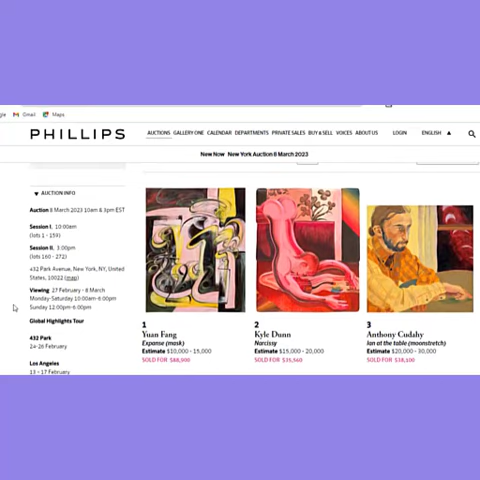 Gmail Maps
PHILLIPS
AUCTIONS GALLERY ONE CALENDAR DEPARTMENTS PRIVATE SALES BUY & SELL VOICES ABOUT US LOGIN ENGLISH
New Now New York Auction 8 March 2023
AUCTION INFO
Auction 8 March 2023 10am & 3pm EST
Session I. 10:00am
(lots 1 - 159)
Session II. 3:00pm
(lots 160 - 272)
432 Park Avenue, New York, NY, United
States, 10022 (map)
Viewing 27 February - 8 March
Monday-Saturday 10:00am-6:00pm
Sunday 12:00pm-6:00pm
Global Highlights Tour
432 Park
24-26 February
Los Angeles
13 - 17 February
1
Yuan Fang
Expanse (mask)
Estimate $10,000 - 15,000
SOLD FOR $88,900
2
Kyle Dunn
Narcissy
Estimate $15,000 - 20,000
SOLD FOR $35,560
3
Anthony Cudahy
Ian at the table (moonstretch)
Estimate $20,000 - 30,000
SOLD FOR $38,100